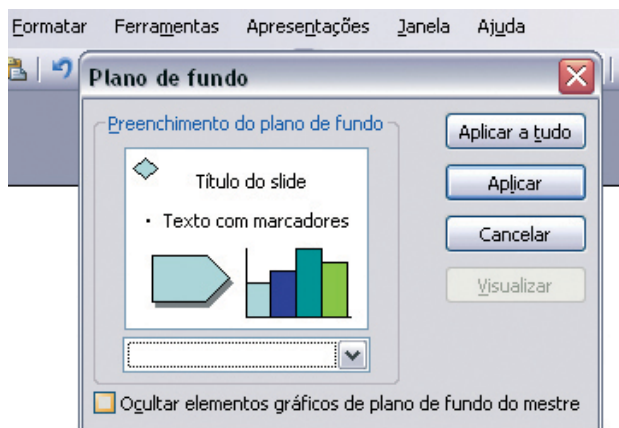 Formatar Ferramentas Apresentações Janela Ajuda
Plano de fundo
Preenchimento do plano de fundo
Título do slide
• Texto com marcadores
Aplicar a tudo
Aplicar
Cancelar
Visualizar
Ocultar elementos gráficos de plano de fundo do mestre